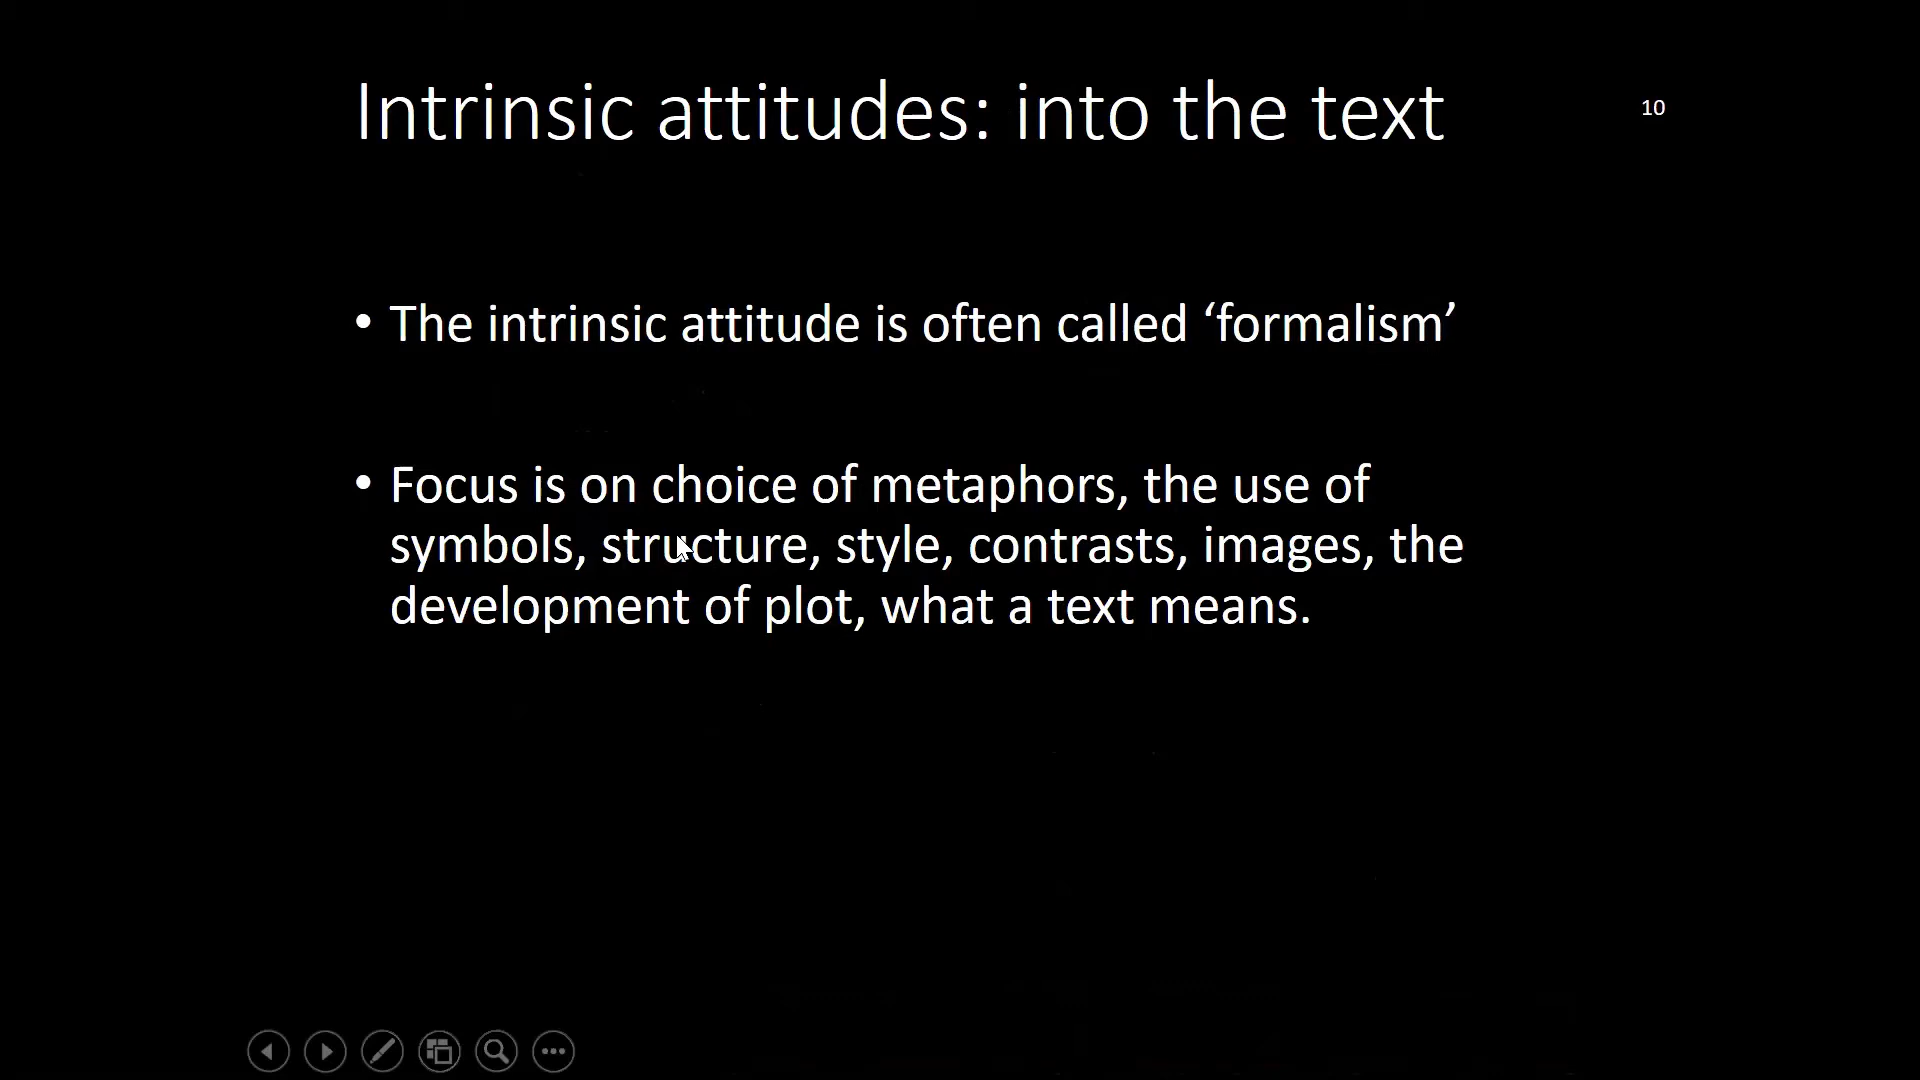 Intrinsic attitudes: into the text
10
• The intrinsic attitude is often called ‘formalism’
• Focus is on choice of metaphors, the use of
symbols, structure, style, contrasts, images, the
development of plot, what a text means.